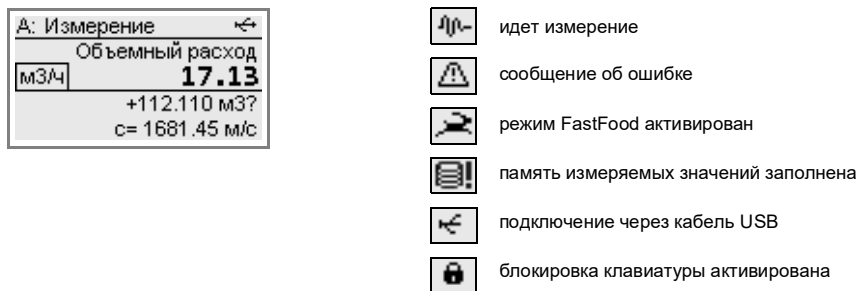 А: Измерение
Объемный расход
м3/ч 17.13
+112.110 м3?
c= 1681.45 м/с
идет измерение
сообщение об ошибке
режим FastFood активирован
память измеряемых значений заполнена
подключение через кабель USB
блокировка клавиатуры активирована